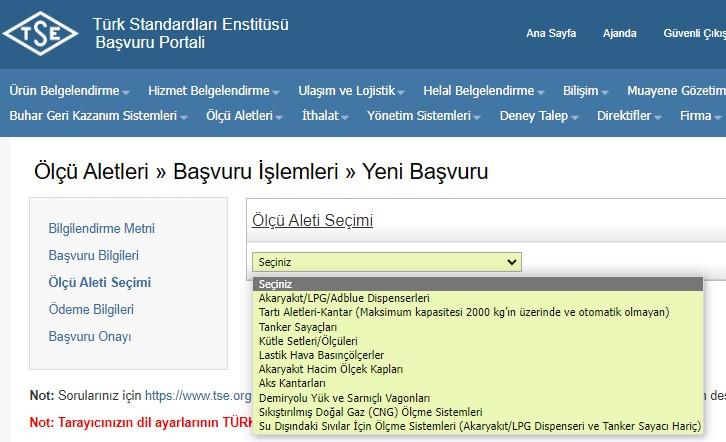 TSE
Türk Standardları Enstitüsü
Başvuru Portali
Ana Sayfa Ajanda Güvenli Çıkış
Ürün Belgelendirme Hizmet Belgelendirme Ulaşım ve Lojistik Helal Belgelendirme Bilişim Muayene Gözetim
Buhar Geri Kazanım Sistemleri Ölçü Aletleri İthalat Yönetim Sistemleri Deney Talep Direktifler Firma
Ölçü Aletleri » Başvuru İşlemleri » Yeni Başvuru
Bilgilendirme Metni
Başvuru Bilgileri
Ölçü Aleti Seçimi
Ödeme Bilgileri
Başvuru Onayı
Ölçü Aleti Seçimi
Seçiniz
Seçiniz
Akaryakıt/LPG/Adblue Dispenserleri
Tartı Aletleri-Kantar (Maksimum kapasitesi 2000 kg’ın üzerinde ve otomatik olmayan)
Tanker Sayaçları
Kütle Setleri/Ölçüleri
Lastik Hava Basınçölçerler
Akaryakıt Hacim Ölçek Kapları
Aks Kantarları
Demiryolu Yük ve Sarnıçlı Vagonları
Sıkıştırılmış Doğal Gaz (CNG) Ölçme Sistemleri
Su Dışındaki Sıvılar İçin Ölçme Sistemleri (Akaryakıt/LPG Dispenseri ve Tanker Sayacı Hariç)
Not: Sorularınız için https://www.tse.org des
Not: Tarayıcınızın dil ayarlarının TÜRK